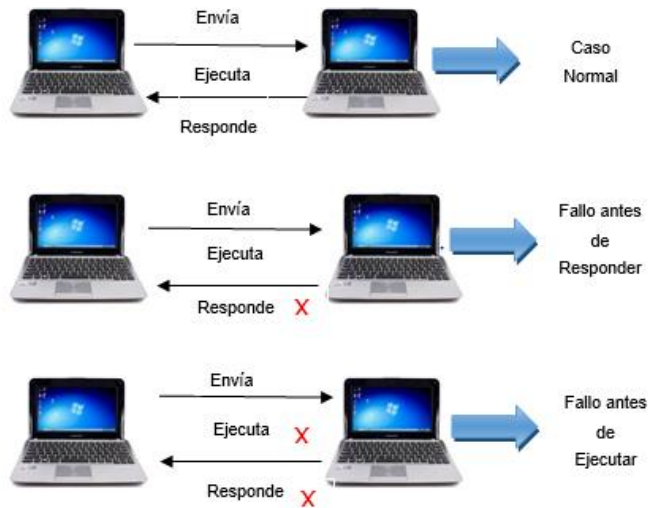 Envía
Ejecuta
Responde
Caso
Normal
Envía
Ejecuta
Responde X
Fallo antes
de
Responder
Envía
Ejecuta X
Responde X
Fallo antes
de
Ejecutar